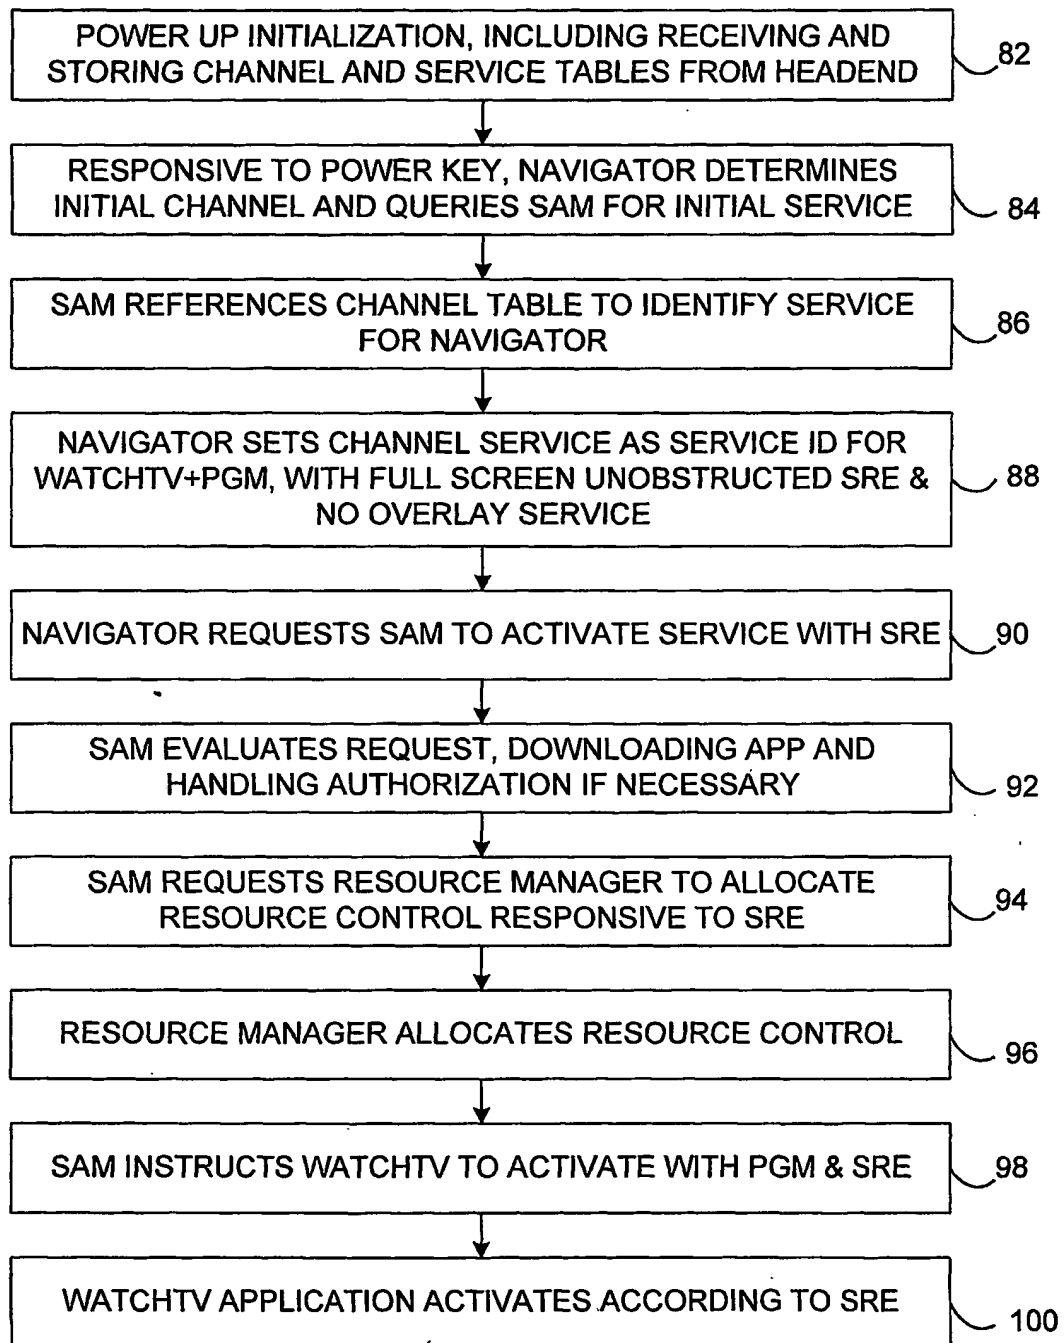 POWER UP INITIALIZATION, INCLUDING RECEIVING AND
STORING CHANNEL AND SERVICE TABLES FROM HEADEND
82
RESPONSIVE TO POWER KEY, NAVIGATOR DETERMINES
INITIAL CHANNEL AND QUERIES SAM FOR INITIAL SERVICE
84
SAM REFERENCES CHANNEL TABLE TO IDENTIFY SERVICE
FOR NAVIGATOR
86
NAVIGATOR SETS CHANNEL SERVICE AS SERVICE ID FOR
WATCHTV+PGM, WITH FULL SCREEN UNOBSTRUCTED SRE &
NO OVERLAY SERVICE
88
NAVIGATOR REQUESTS SAM TO ACTIVATE SERVICE WITH SRE
90
SAM EVALUATES REQUEST, DOWNLOADING APP AND
HANDLING AUTHORIZATION IF NECESSARY
92
SAM REQUESTS RESOURCE MANAGER TO ALLOCATE
RESOURCE CONTROL RESPONSIVE TO SRE
94
RESOURCE MANAGER ALLOCATES RESOURCE CONTROL
96
SAM INSTRUCTS WATCHTV TO ACTIVATE WITH PGM & SRE
98
WATCHTV APPLICATION ACTIVATES ACCORDING TO SRE
100